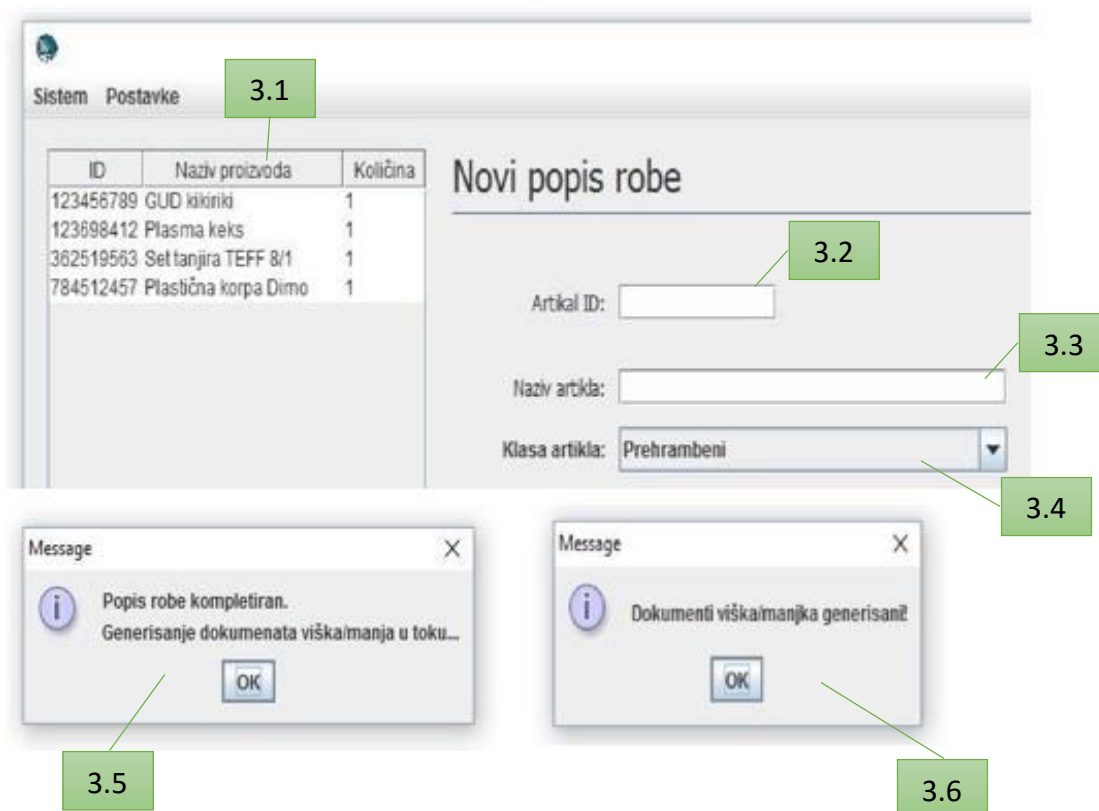 3.1
Sistem Postavke
ID Naziv proizvoda Količina
123456789 GUD kikiriki 1
123698412 Plasma keks 1
362519563 Set tanjira TEFF 8/1 1
784512457 Plastična korpa Dimo 1
Novi popis robe
3.2
Artikal ID:
3.3
Naziv artikla:
Klasa artikla: Prehrambeni
3.4
Message
Popis robe kompletiran.
Generisanje dokumenata viška/manja u toku...
OK
3.5
Message
Dokumenti viška/manjka generisani!
OK
3.6